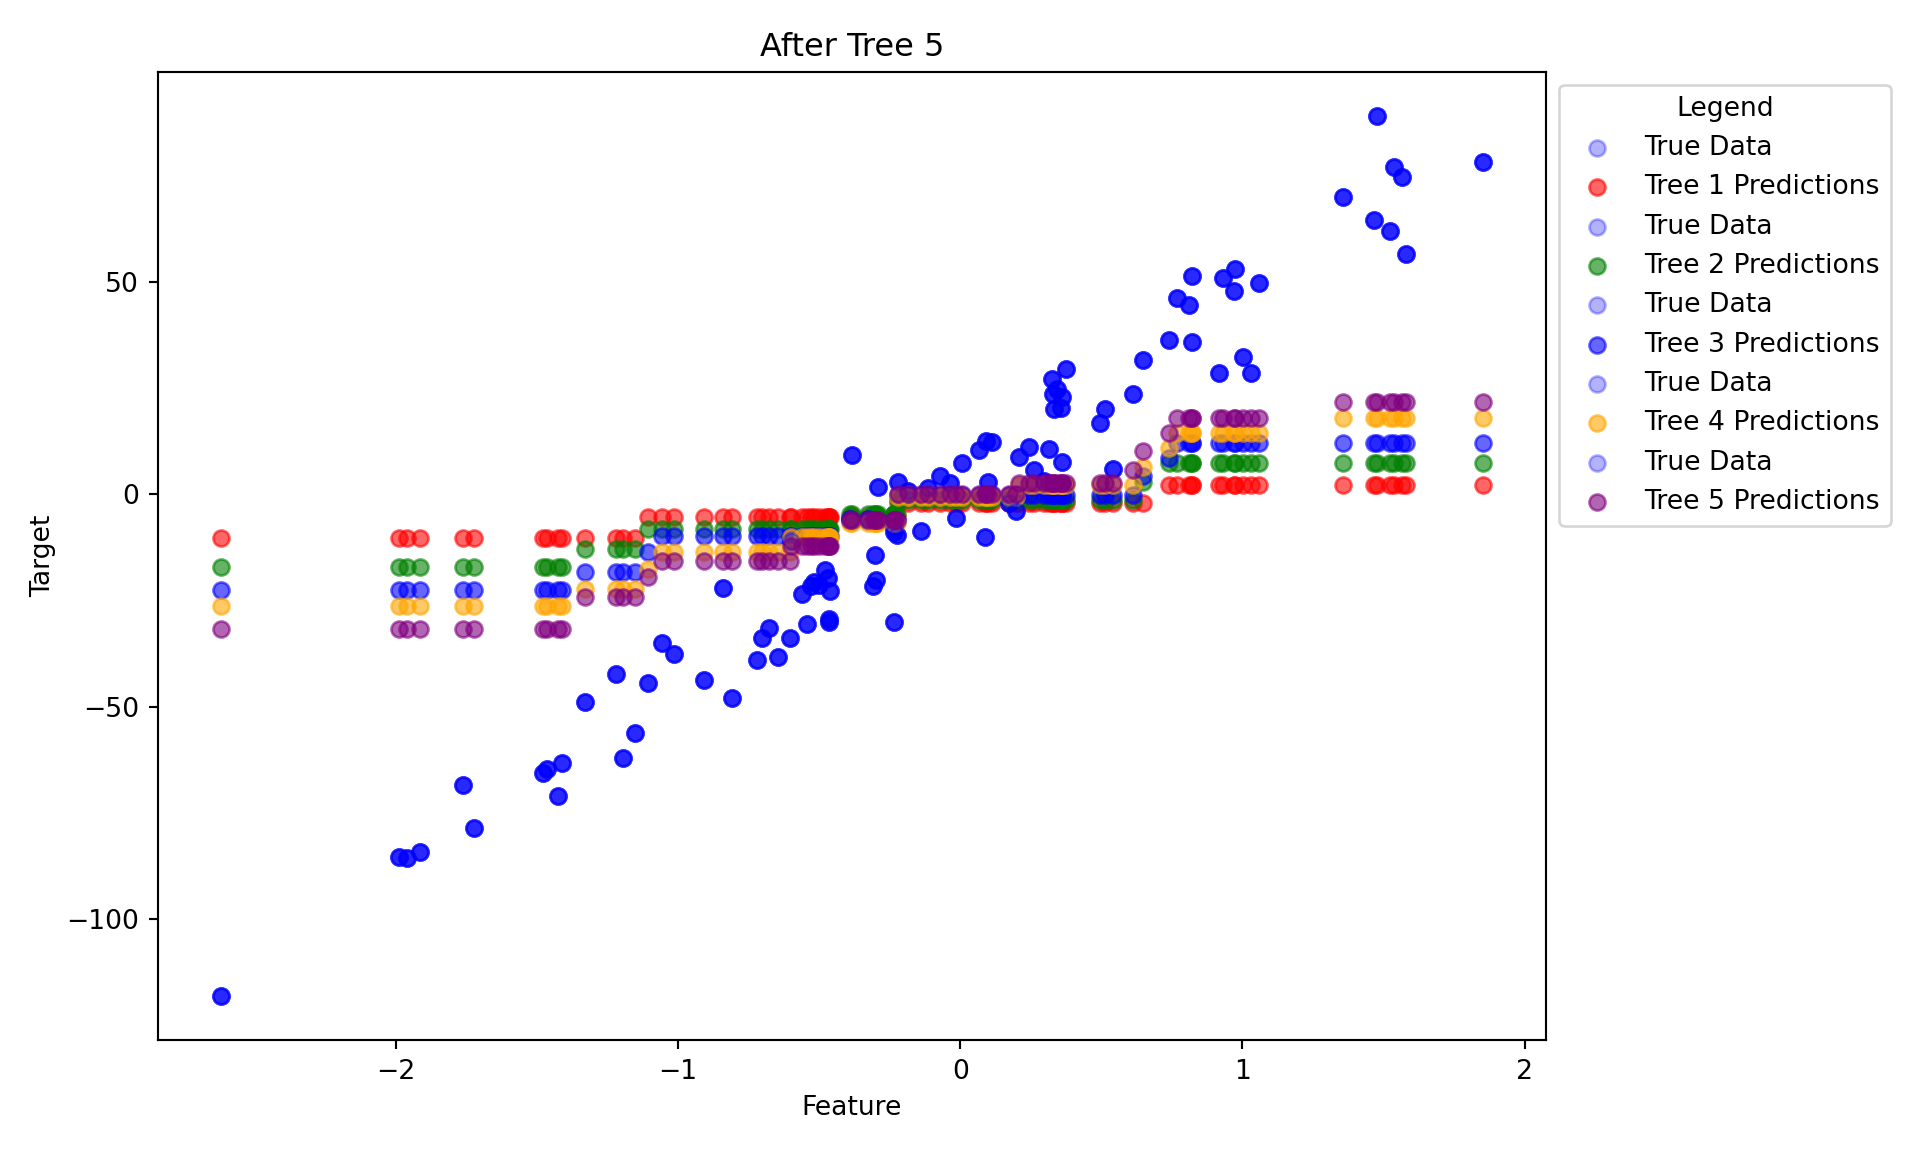 After Tree 5
Target
50
0
−50
−100
−2
−1
0
1
2
Feature
Legend
True Data
Tree 1 Predictions
True Data
Tree 2 Predictions
True Data
Tree 3 Predictions
True Data
Tree 4 Predictions
True Data
Tree 5 Predictions